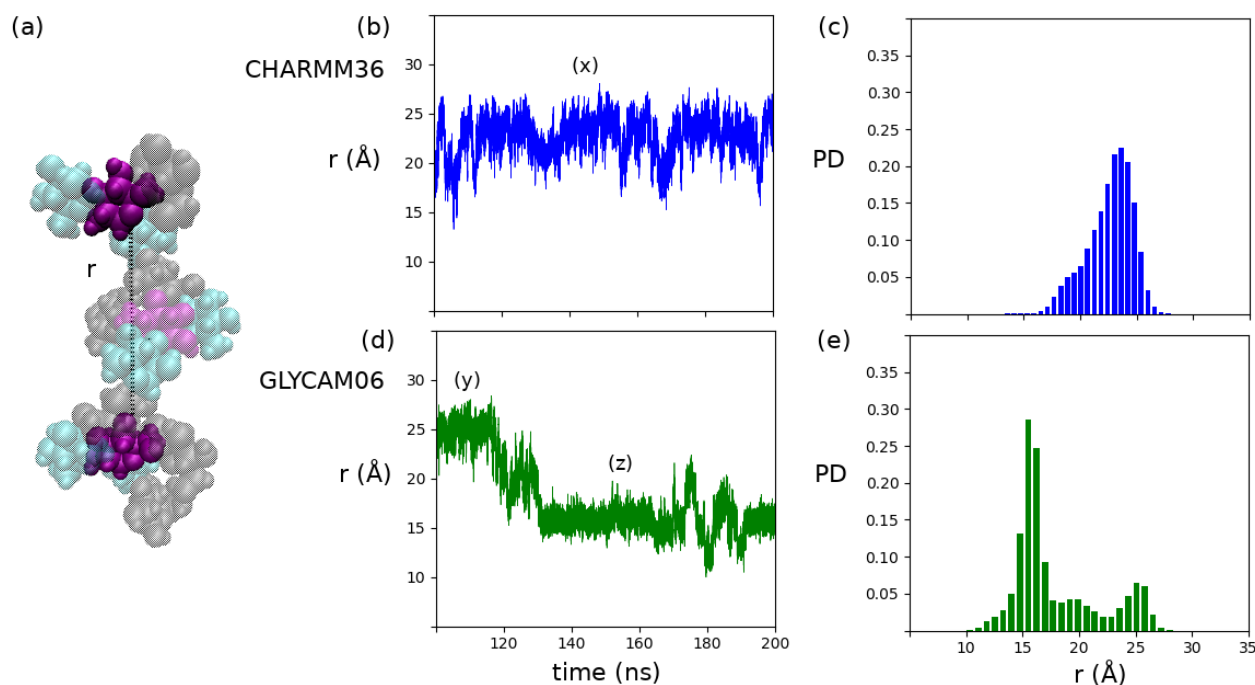 (a)
(b)
(c)
CHARMM36
(x)
r (Å)
30
25
20
15
10
PD
0.35
0.30
0.25
0.20
0.15
0.10
0.05
r
(d)
(e)
GLYCAM06
(y)
(z)
r (Å)
30
25
20
15
10
120 140 160 180 200
time (ns)
PD
0.35
0.30
0.25
0.20
0.15
0.10
0.05
10 15 20 25 30 35
r (Å)